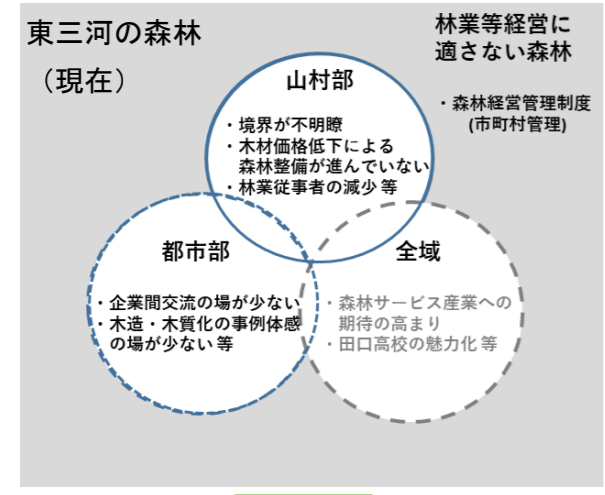 東三河の森林
（現在）
林業等経営に
適さない森林
・森林経営管理制度
(市町村管理)
山村部
・境界が不明瞭
・木材価格低下による
森林整備が進んでいない
・林業従事者の減少 等
都市部
・企業間交流の場が少ない
・木造・木質化の事例体感
の場が少ない 等
全域
・森林サービス産業への
期待の高まり
・田口高校の魅力化 等